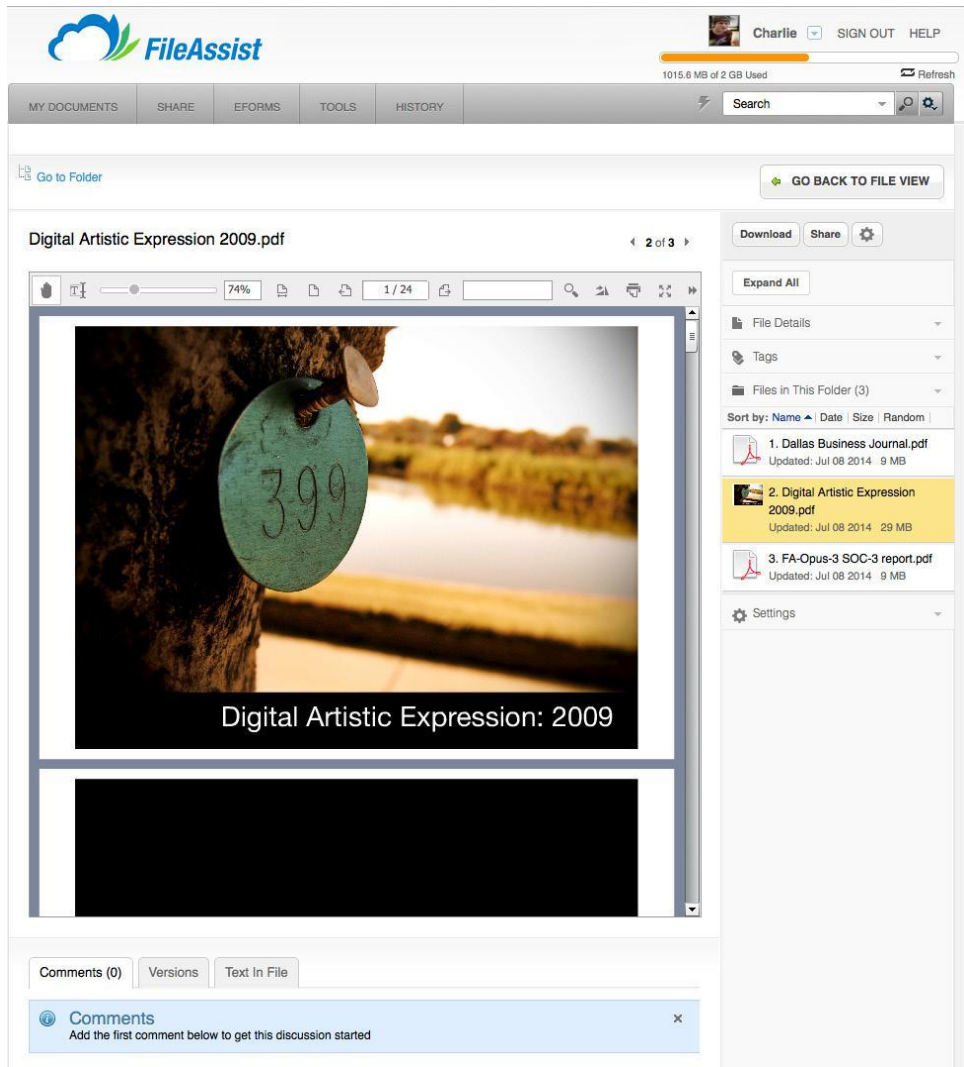 FileAssist
Charlie SIGN OUT HELP
1015.6 MB of 2 GB Used Refresh
MY DOCUMENTS SHARE EFORMS TOOLS HISTORY Search
Go to Folder
GO BACK TO FILE VIEW
Digital Artistic Expression 2009.pdf
2 of 3
74%
1 / 24
399
Digital Artistic Expression: 2009
Download Share
Expand All
File Details
Tags
Files in This Folder (3)
Sort by: Name Date Size Random
1. Dallas Business Journal.pdf
Updated: Jul 08 2014 9 MB
2. Digital Artistic Expression
2009.pdf
Updated: Jul 08 2014 29 MB
3. FA-Opus-3 SOC-3 report.pdf
Updated: Jul 08 2014 9 MB
Settings
Comments (0) Versions Text In File
Comments
Add the first comment below to get this discussion started